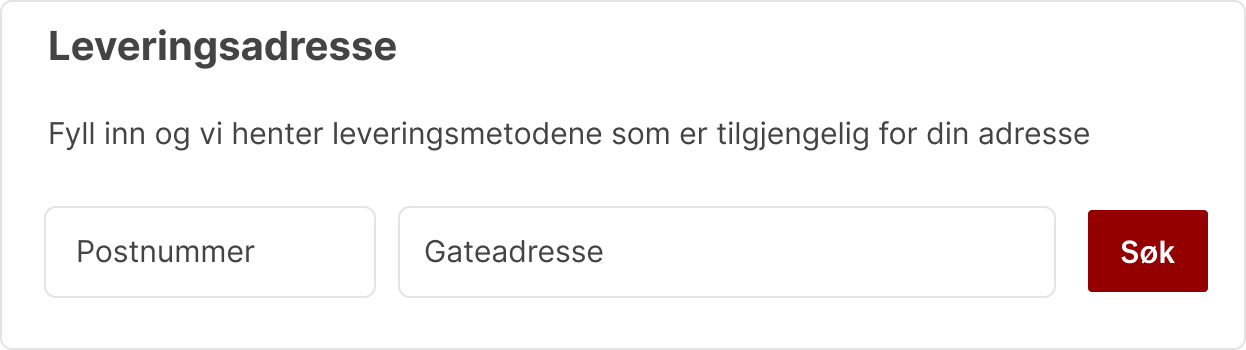 Leveringsadresse
Fyll inn og vi henter leveringsmetodene som er tilgjengelig for din adresse
Postnummer Gateadresse Søk